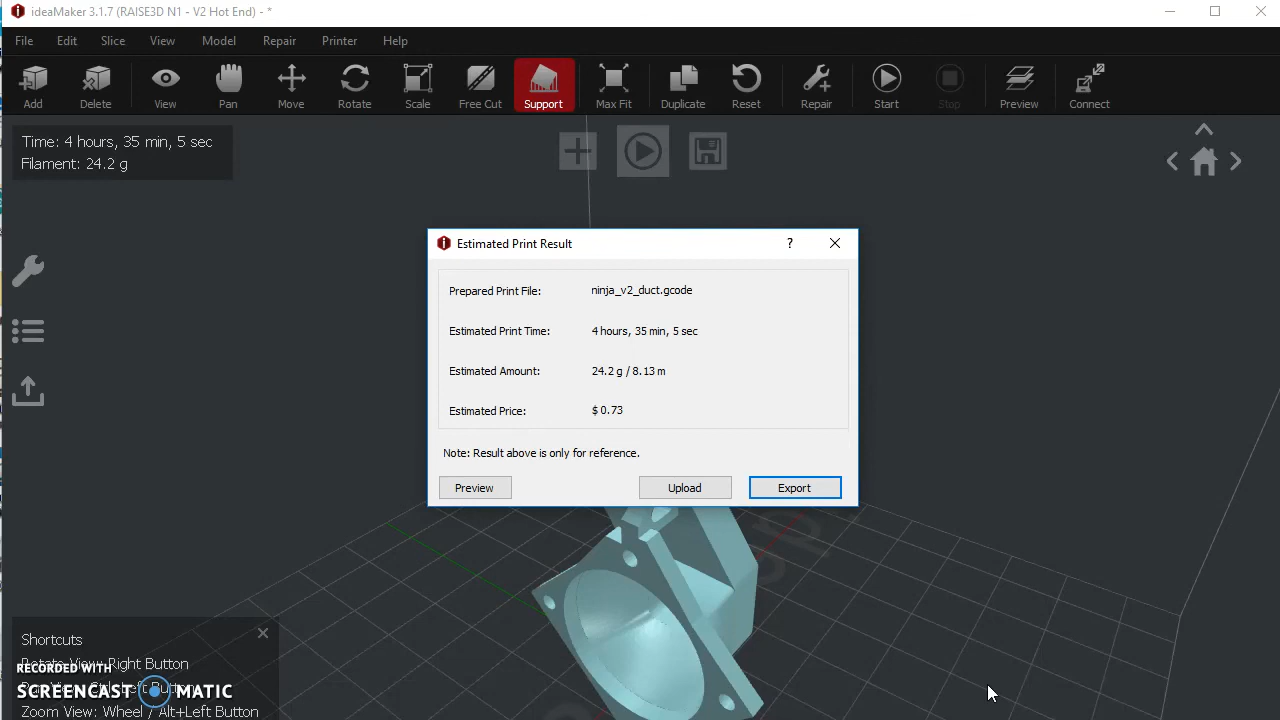 ideaMaker 3.1.7 (RAISE3D N1 - V2 Hot End) - *
File Edit Slice View Model Repair Printer Help
Add Delete View Pan Move Rotate Scale Free Cut Support Max Fit Duplicate Reset Repair Start Stop Preview Connect
Time: 4 hours, 35 min, 5 sec
Filament: 24.2 g
Estimated Print Result
Prepared Print File: ninja_v2_duct.gcode
Estimated Print Time: 4 hours, 35 min, 5 sec
Estimated Amount: 24.2 g / 8.13 m
Estimated Price: $ 0.73
Note: Result above is only for reference.
Preview Upload Export
Shortcuts
Rotate View: Right Button
RECORDED WITH
SCREENCAST MATIC
Zoom View: Wheel / Alt+Left Button